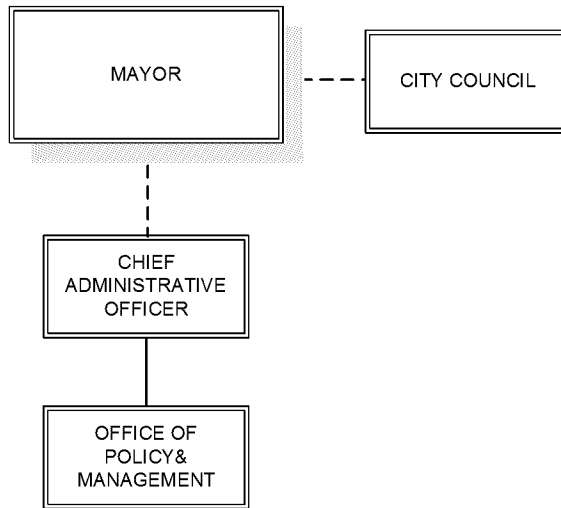 MAYOR
CITY COUNCIL
CHIEF
ADMINISTRATIVE
OFFICER
OFFICE OF
POLICY&
MANAGEMENT